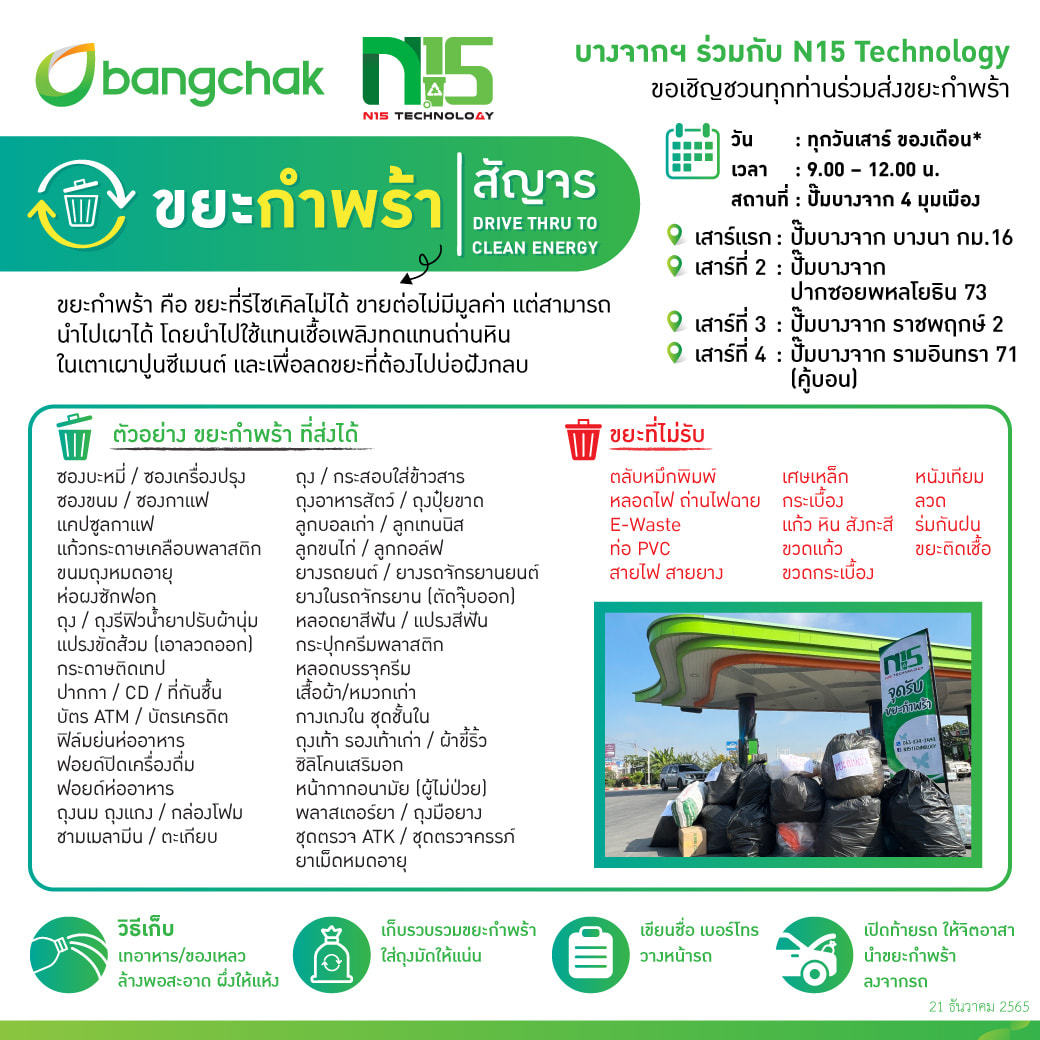 bangchak
N15
N15 TECHNOLOGY
บางจากฯ ร่วมกับ N15 Technology
ขอเชิญชวนทุกท่านร่วมส่งขยะกำพร้า
วัน : ทุกวันเสาร์ ของเดือน*
เวลา : 9.00 – 12.00 น.
สถานที่ : ปั๊มบางจาก 4 มุมเมือง
เสาร์แรก : ปั๊มบางจาก บางนา กม.16
เสาร์ที่ 2 : ปั๊มบางจาก
ปากซอยพหลโยธิน 73
เสาร์ที่ 3 : ปั๊มบางจาก ราชพฤกษ์ 2
เสาร์ที่ 4 : ปั๊มบางจาก รามอินทรา 71
(คู้บอน)
ขยะกำพร้า
สัญจร
DRIVE THRU TO
CLEAN ENERGY
ขยะกำพร้า คือ ขยะที่รีไซเคิลไม่ได้ ขายต่อไม่มีมูลค่า แต่สามารถ
นำไปเผาได้ โดยนำไปใช้แทนเชื้อเพลิงทดแทนถ่านหิน
ในเตาเผาปูนซีเมนต์ และเพื่อลดขยะที่ต้องไปบ่อฝังกลบ
ตัวอย่าง ขยะกำพร้า ที่ส่งได้
ซองบะหมี่ / ซองเครื่องปรุง
ซองขนม / ซองกาแฟ
แคปซูลกาแฟ
แก้วกระดาษเคลือบพลาสติก
ขนมถุงหมดอายุ
ห่อผงซักฟอก
ถุง / ถุงรีฟิวน้ำยาปรับผ้านุ่ม
แปรงขัดส้วม (เอาลวดออก)
กระดาษติดเทป
ปากกา / CD / ที่กันชื้น
บัตร ATM / บัตรเครดิต
ฟิล์มย่นห่ออาหาร
ฟอยด์ปิดเครื่องดื่ม
ฟอยด์ห่ออาหาร
ถุงนม ถุงแกง / กล่องโฟม
ชามเมลามีน / ตะเกียบ
ถุง / กระสอบใส่ข้าวสาร
ถุงอาหารสัตว์ / ถุงปุ๋ยขาด
ลูกบอลเก่า / ลูกเทนนิส
ลูกขนไก่ / ลูกกอล์ฟ
ยางรถยนต์ / ยางรถจักรยานยนต์
ยางในรถจักรยาน (ตัดจุ๊บออก)
หลอดยาสีฟัน / แปรงสีฟัน
กระปุกครีมพลาสติก
หลอดบรรจุครีม
เสื้อผ้า/หมวกเก่า
กางเกงใน ชุดชั้นใน
ถุงเท้า รองเท้าเก่า / ผ้าขี้ริ้ว
ซิลิโคนเสริมอก
หน้ากากอนามัย (ผู้ไม่ป่วย)
พลาสเตอร์ยา / ถุงมือยาง
ชุดตรวจ ATK / ชุดตรวจครรภ์
ยาเม็ดหมดอายุ
ขยะที่ไม่รับ
ตลับหมึกพิมพ์
หลอดไฟ ถ่านไฟฉาย
E-Waste
ท่อ PVC
สายไฟ สายยาง
เศษเหล็ก
กระเบื้อง
แก้ว หิน สังกะสี
ขวดแก้ว
ขวดกระเบื้อง
หนังเทียม
ลวด
ร่มกันฝน
ขยะติดเชื้อ
N15
N15 TECHNOLOGY
จุดรับ
ขยะกำพร้า
N15TECHNOLOGY
ขยะกำพร้า
วิธีเก็บ
เทอาหาร/ของเหลว
ล้างพอสะอาด ผึ่งให้แห้ง
เก็บรวบรวมขยะกำพร้า
ใส่ถุงมัดให้แน่น
เขียนชื่อ เบอร์โทร
วางหน้ารถ
เปิดท้ายรถ ให้จิตอาสา
นำขยะกำพร้า
ลงจากรถ
21 ธันวาคม 2565